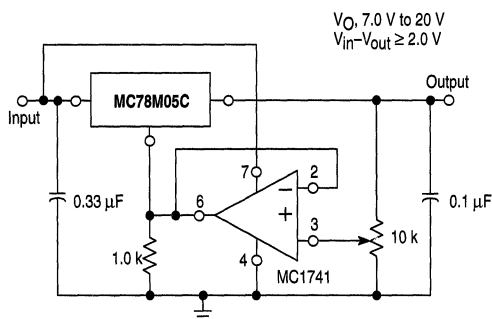 VO, 7.0 V to 20 V
Vin–Vout ≥ 2.0 V
Input
MC78M05C
Output
0.33 μF
7
2
6
3
4
1.0 k
10 k
0.1 μF
MC1741